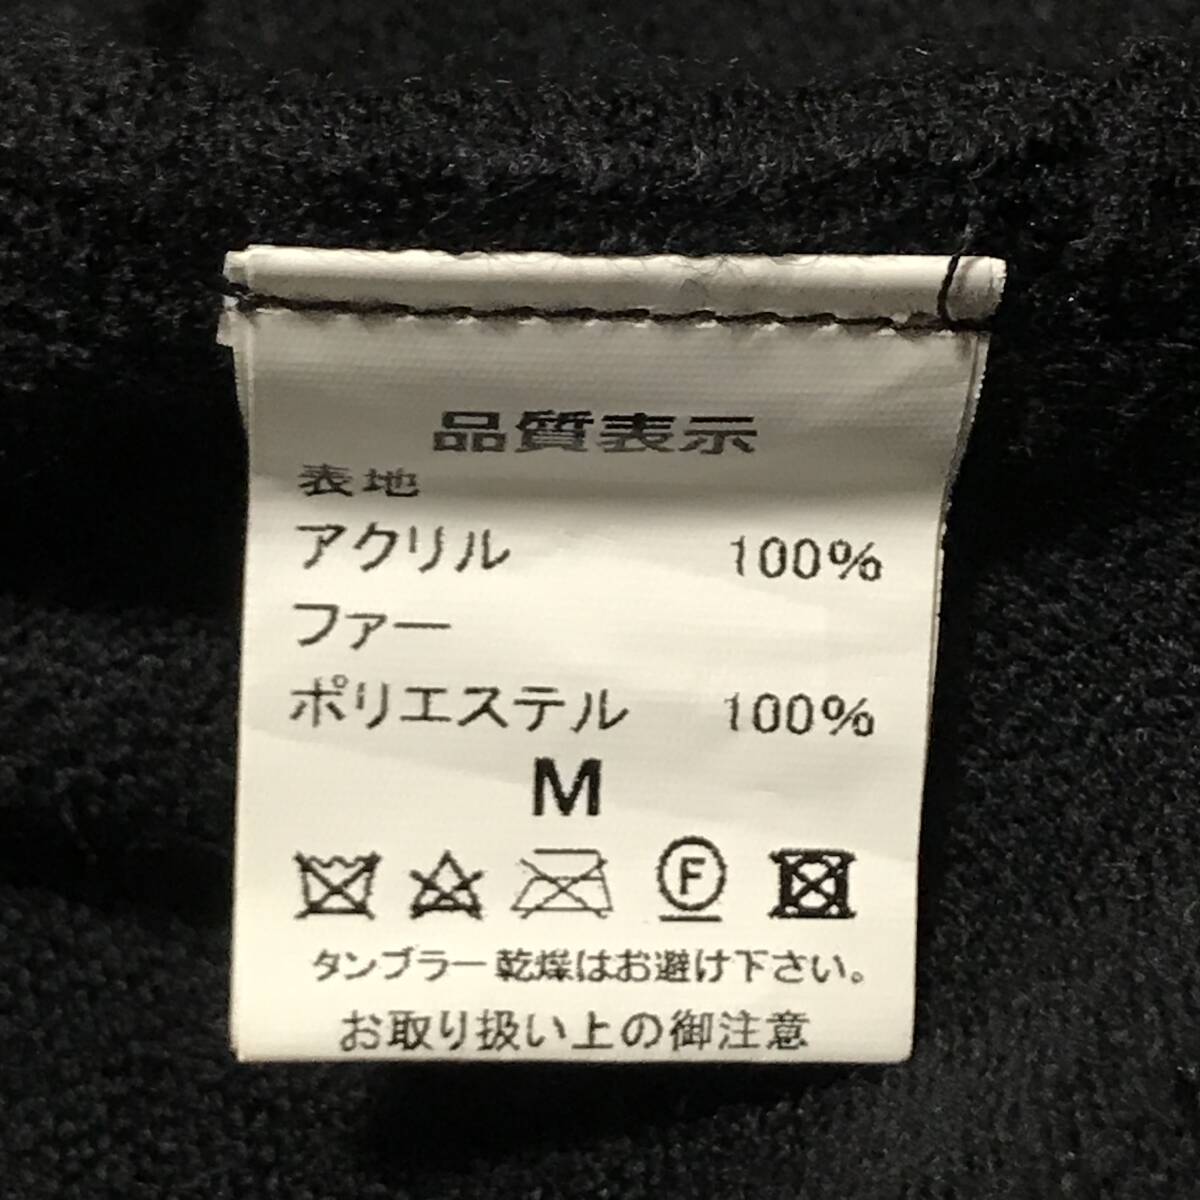 品質表示
表地
アクリル 100%
ファー
ポリエステル 100%
M
F
タンブラー乾燥はお避け下さい。
お取り扱い上の御注意